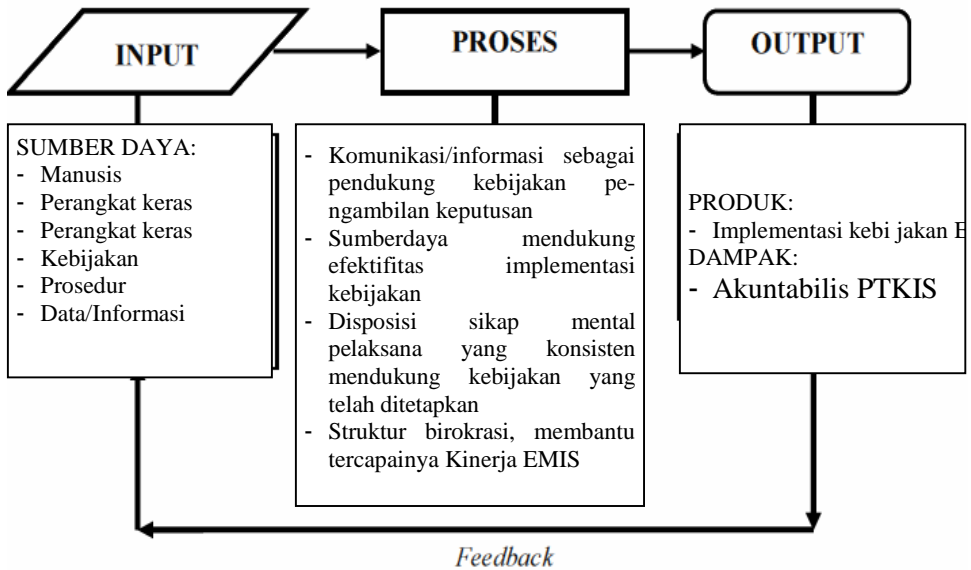 INPUT
PROSES
OUTPUT
SUMBER DAYA:
- Manusis
- Perangkat keras
- Perangkat keras
- Kebijakan
- Prosedur
- Data/Informasi
- Komunikasi/informasi sebagai
pendukung kebijakan pe-
ngambilan keputusan
- Sumberdaya mendukung
efektifitas implementasi
kebijakan
- Disposisi sikap mental
pelaksana yang konsisten
mendukung kebijakan yang
telah ditetapkan
- Struktur birokrasi, membantu
tercapainya Kinerja EMIS
PRODUK:
- Implementasi kebi jakan E
DAMPAK:
- Akuntabilis PTKIS
Feedback